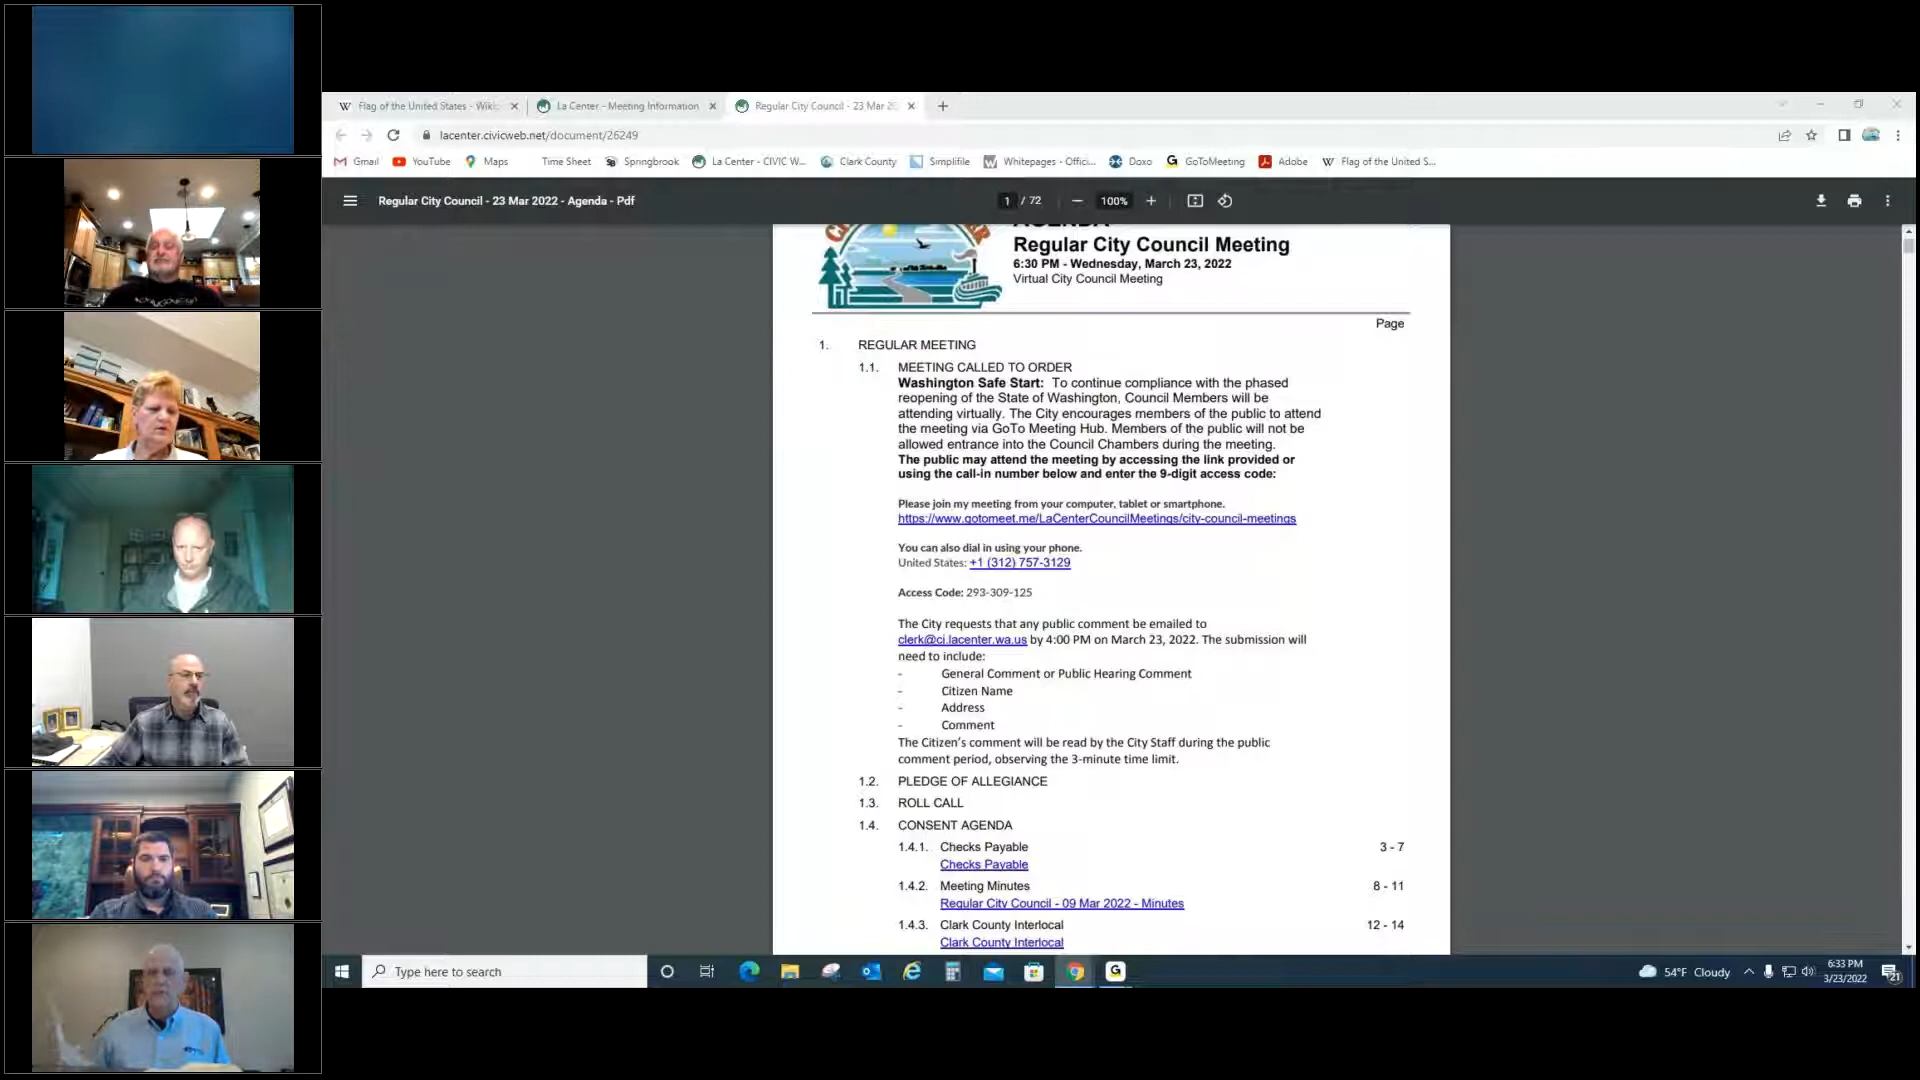 Flag of the United States - Wiki
La Center - Meeting Information
Regular City Council - 23 Mar 20
lacenter.civicweb.net/document/26249
Gmail
YouTube
Maps
Time Sheet
Springbrook
La Center - CIVIC W...
Clark County
Simplifile
Whitepages - Offici...
Doxo
GoToMeeting
Adobe
Flag of the United S...
Regular City Council - 23 Mar 2022 - Agenda - Pdf
1 / 72
100%
Regular City Council Meeting
6:30 PM - Wednesday, March 23, 2022
Virtual City Council Meeting
Page
1. REGULAR MEETING
1.1. MEETING CALLED TO ORDER
Washington Safe Start: To continue compliance with the phased
reopening of the State of Washington, Council Members will be
attending virtually. The City encourages members of the public to attend
the meeting via GoTo Meeting Hub. Members of the public will not be
allowed entrance into the Council Chambers during the meeting.
The public may attend the meeting by accessing the link provided or
using the call-in number below and enter the 9-digit access code:
Please join my meeting from your computer, tablet or smartphone.
https://www.gotomeet.me/LaCenterCouncilMeetings/city-council-meetings
You can also dial in using your phone.
United States: +1 (312) 757-3129
Access Code: 293-309-125
The City requests that any public comment be emailed to
clerk@ci.lacenter.wa.us by 4:00 PM on March 23, 2022. The submission will
need to include:
- General Comment or Public Hearing Comment
- Citizen Name
- Address
- Comment
The Citizen's comment will be read by the City Staff during the public
comment period, observing the 3-minute time limit.
1.2. PLEDGE OF ALLEGIANCE
1.3. ROLL CALL
1.4. CONSENT AGENDA
1.4.1. Checks Payable 3 - 7
Checks Payable
1.4.2. Meeting Minutes 8 - 11
Regular City Council - 09 Mar 2022 - Minutes
1.4.3. Clark County Interlocal 12 - 14
Clark County Interlocal
Type here to search
54°F Cloudy
6:33 PM
3/23/2022
21